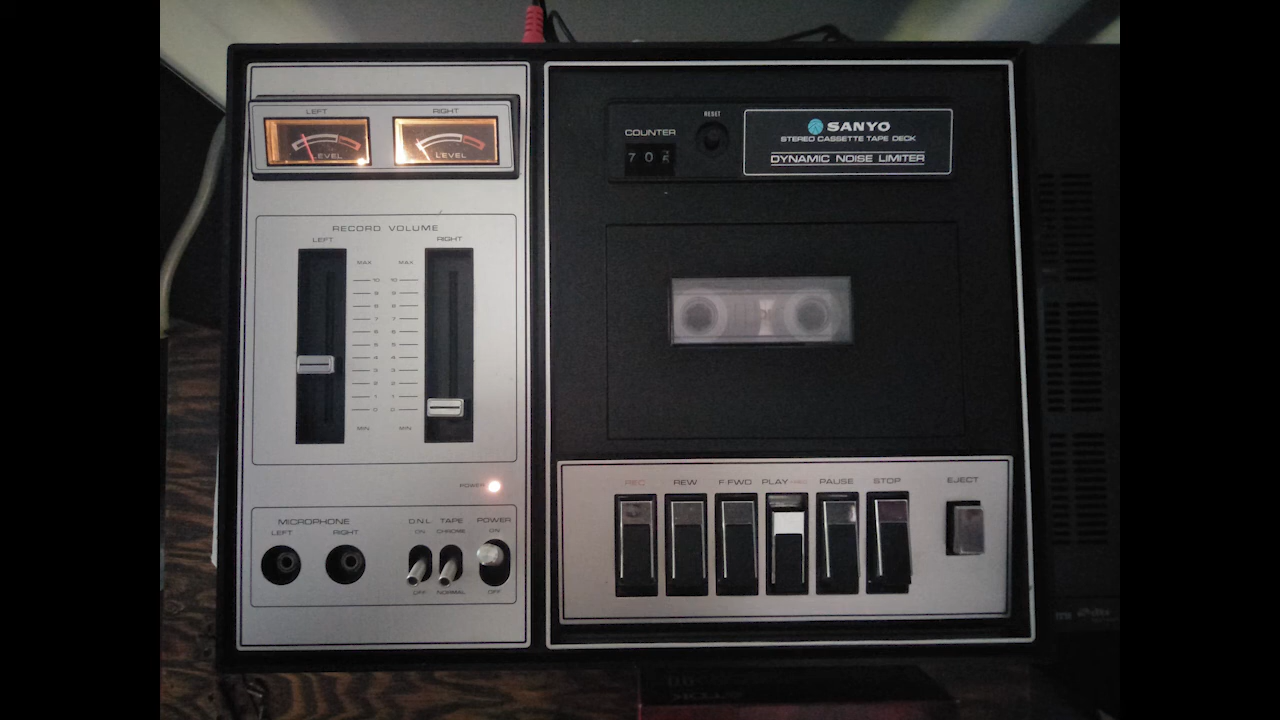 LEFT RIGHT
LEVEL LEVEL
RECORD VOLUME
LEFT RIGHT
MAX MAX
10 10
9 9
8 8
7 7
6 6
5 5
4 4
3 3
2 2
1 1
0 0
MIN MIN
POWER
MICROPHONE
LEFT RIGHT
D.N.L. TAPE POWER
ON CHROME ON
OFF NORMAL OFF
COUNTER RESET
7 0
SANYO
STEREO CASSETTE TAPE DECK
DYNAMIC NOISE LIMITER
REC REW F.FWD PLAY PAUSE STOP EJECT
TDK